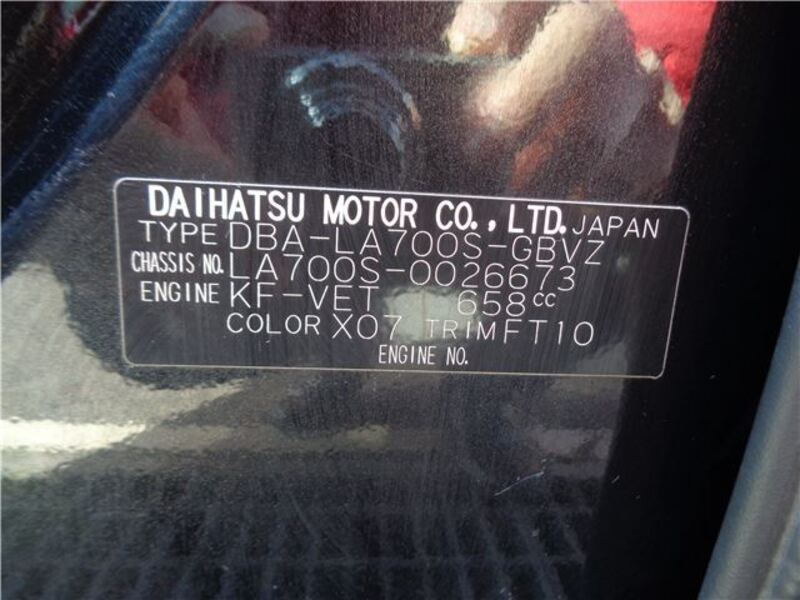 DAIHATSU MOTOR CO., LTD. JAPAN
TYPE DBA-LA700S-GBVZ
CHASSIS NO. LA700S-0026673
ENGINE KF-VET 658cc
COLOR X07 TRIM FT10
ENGINE NO.